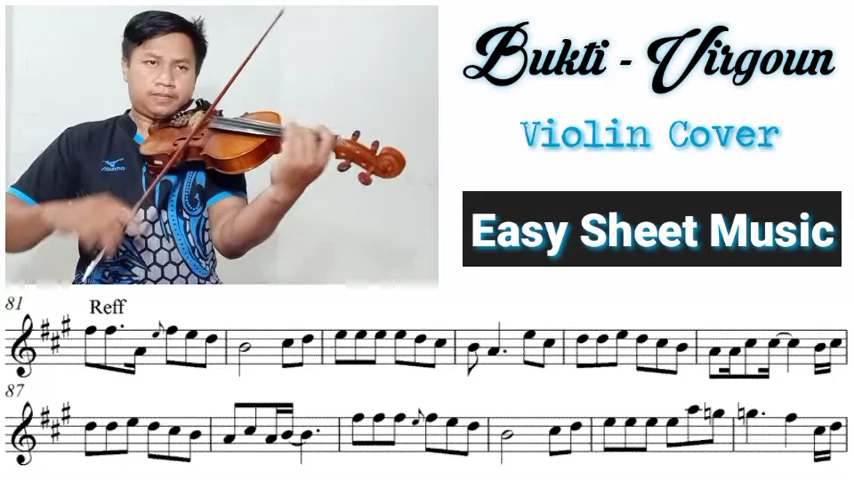 Bukti - Virgoun
Violin Cover
Easy Sheet Music
81
Reff
87